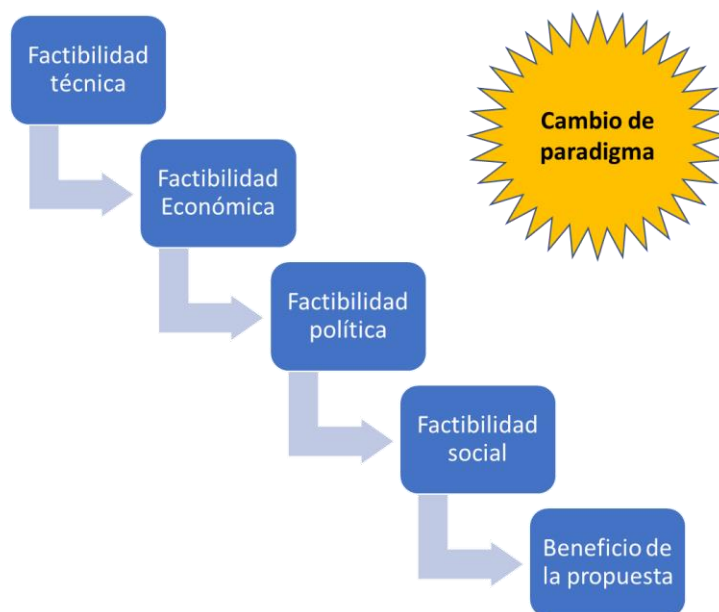 Factibilidad
técnica
Cambio de
paradigma
Factibilidad
Económica
Factibilidad
política
Factibilidad
social
Beneficio de
la propuesta